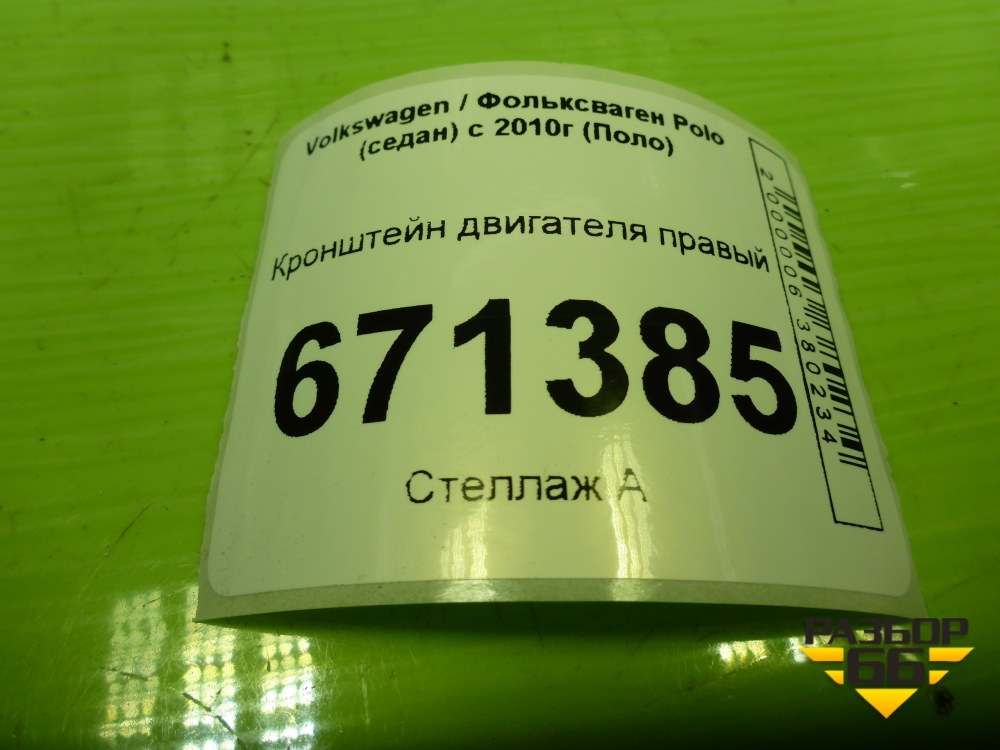 Volkswagen / Фольксваген Polo
(седан) с 2010г (Поло)
Кронштейн двигателя правый
671385
Стеллаж А
2000006380234
РАЗБОР
66